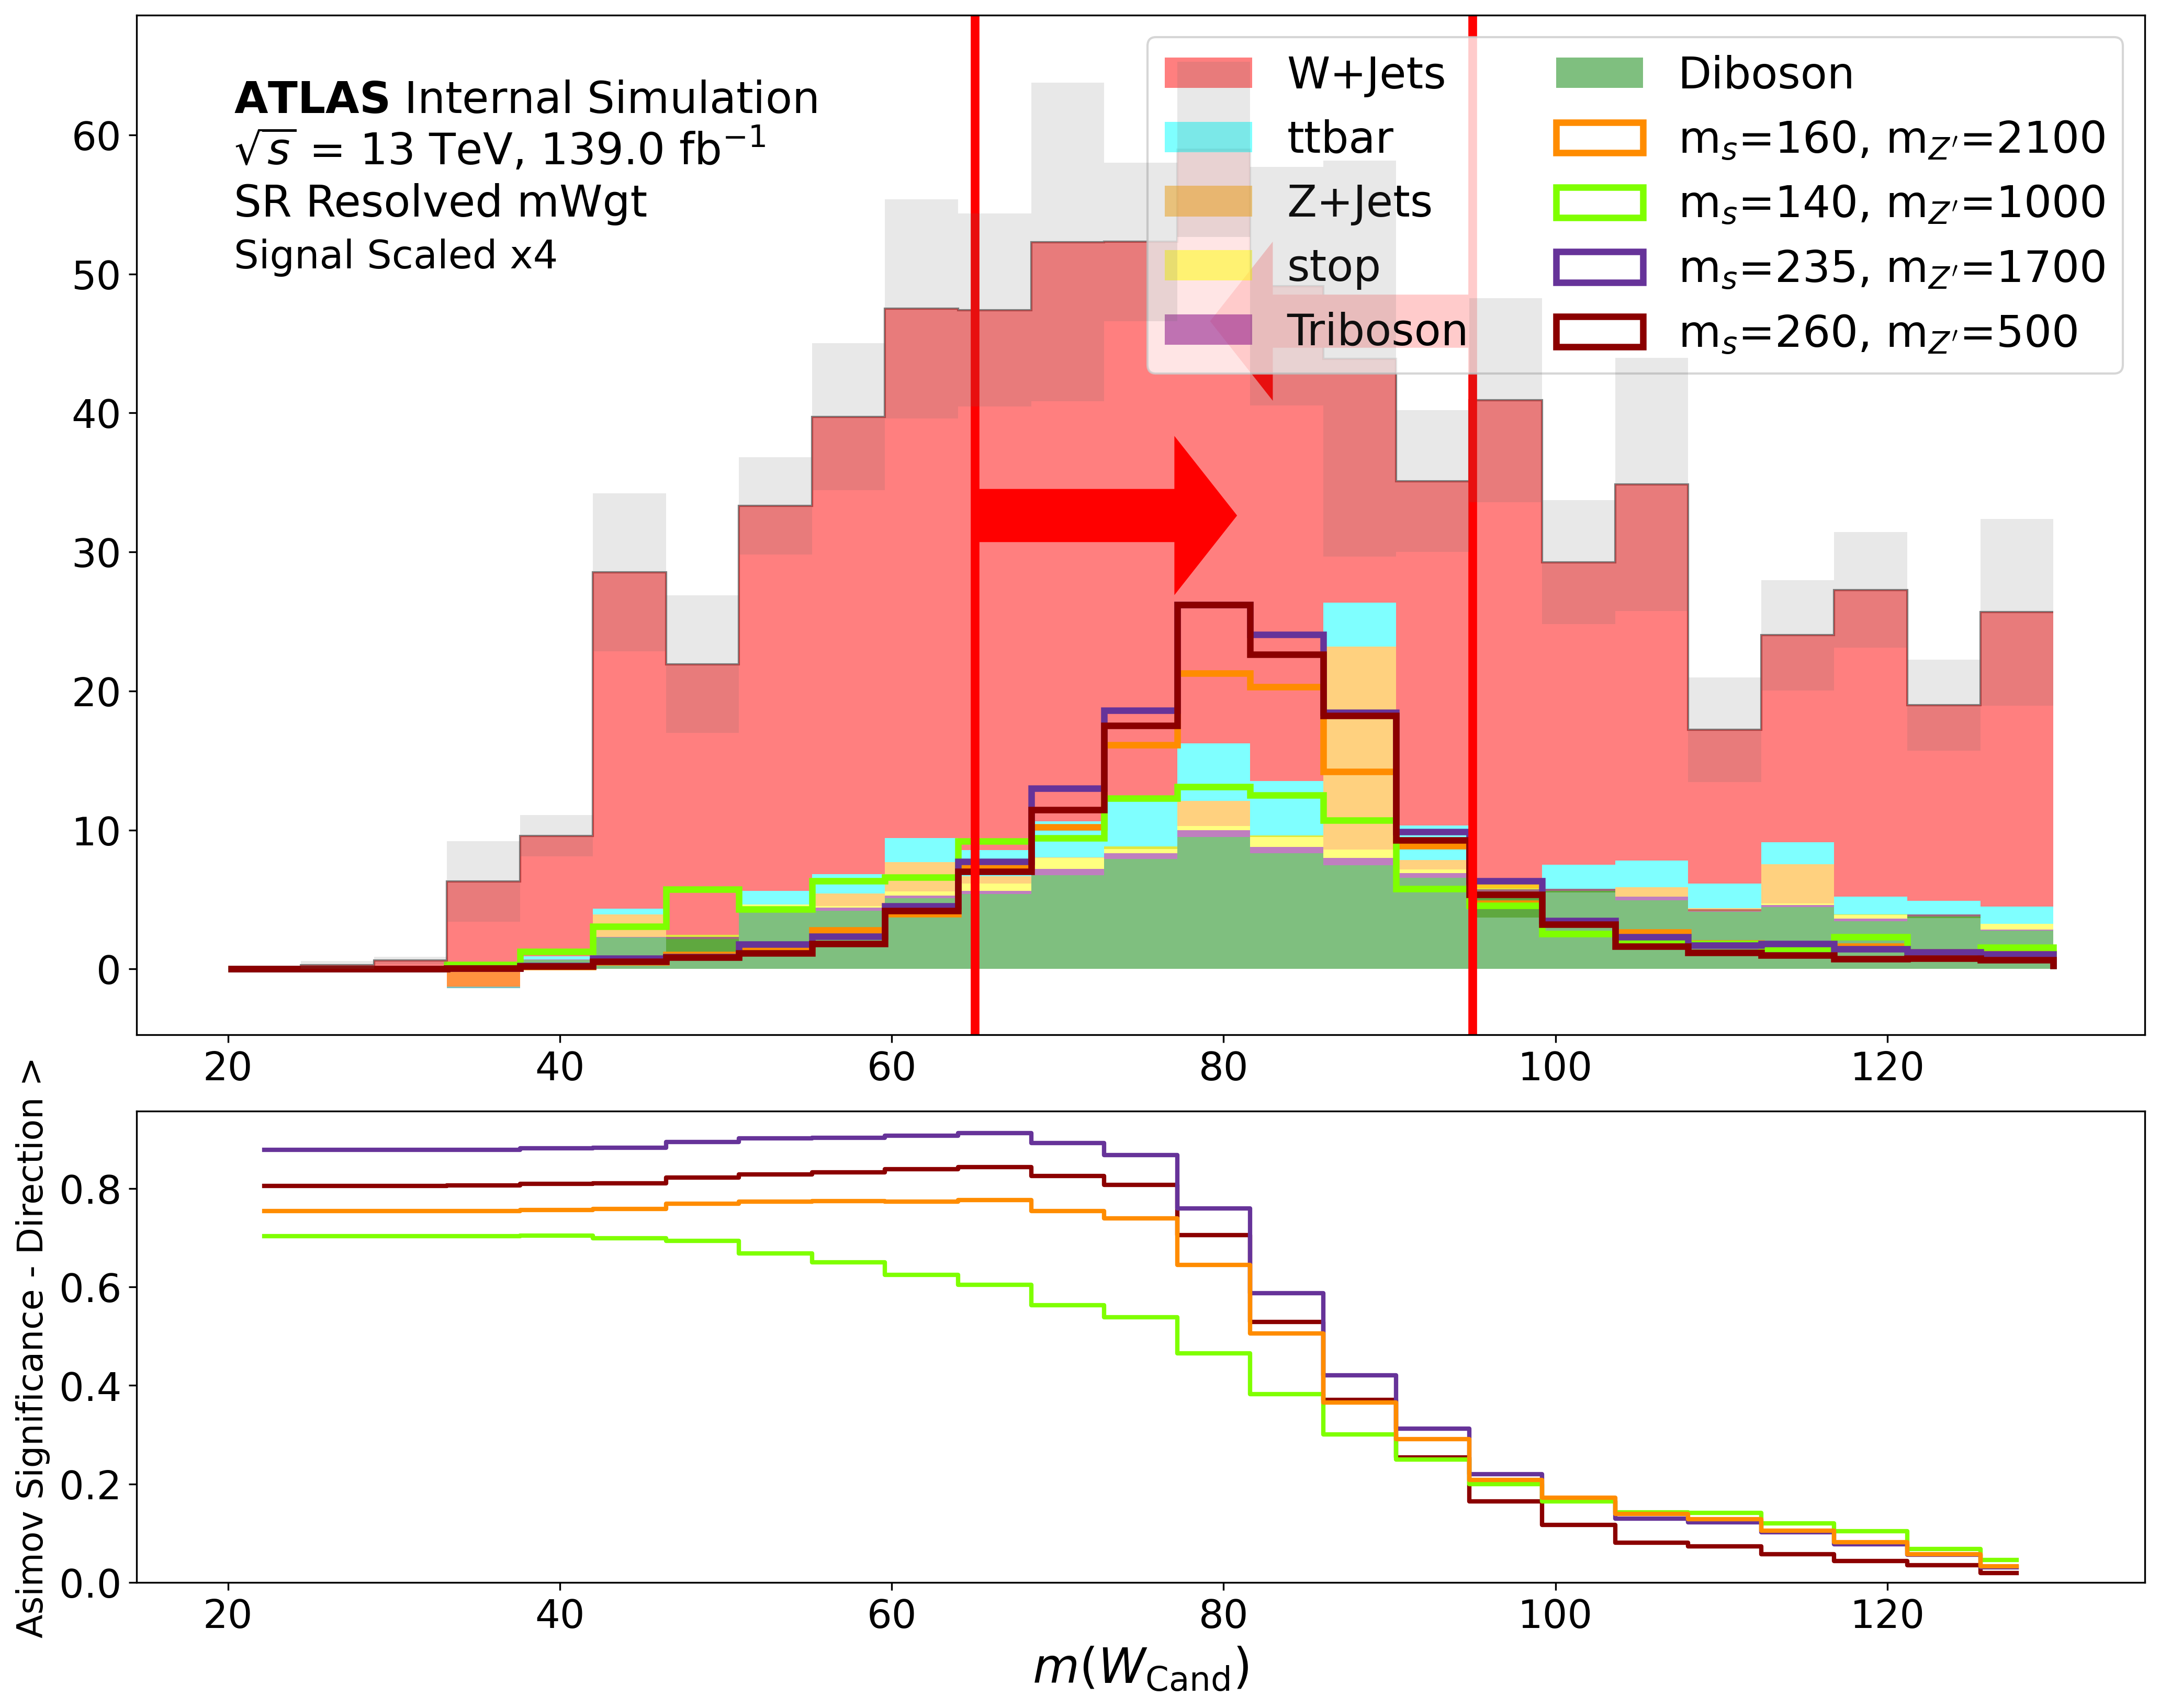 ATLAS Internal Simulation
√s = 13 TeV, 139.0 fb⁻¹
SR Resolved mWgt
Signal Scaled x4
W+Jets
ttbar
Z+Jets
stop
Triboson
Diboson
mₛ=160, m_Z′=2100
mₛ=140, m_Z′=1000
mₛ=235, m_Z′=1700
mₛ=260, m_Z′=500
60
50
40
30
20
10
0
20 40 60 80 100 120
Asimov Significance - Direction >
0.8
0.6
0.4
0.2
0.0
20 40 60 80 100 120
m(W_Cand)